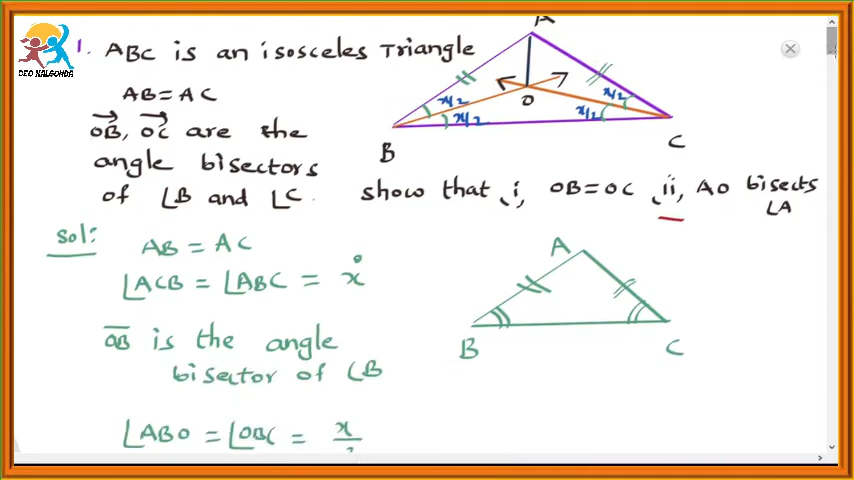 DEO NALGONDA
1. ABC is an isosceles Triangle
AB = AC
OB, OC are the
angle bisectors
of ∠B and ∠C.
show that i, OB = OC ii, AO bisects
∠A
A
x/2
x/2
x/2
x/2
O
B
C
Sol:
AB = AC
∠ACB = ∠ABC = x°
OB is the angle
bisector of ∠B
∠ABO = ∠OBC = x
A
B
C